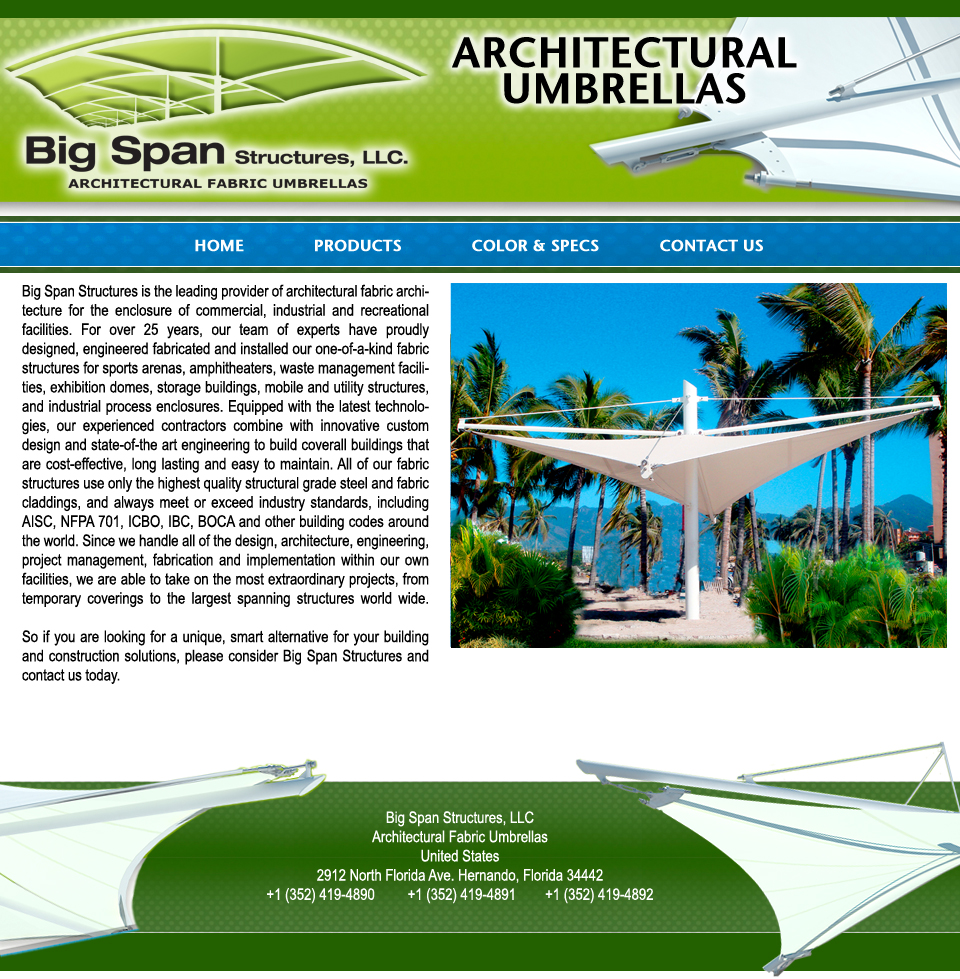 ARCHITECTURAL
UMBRELLAS
Big Span Structures, LLC.
ARCHITECTURAL FABRIC UMBRELLAS
HOME PRODUCTS COLOR & SPECS CONTACT US
Big Span Structures is the leading provider of architectural fabric archi-
tecture for the enclosure of commercial, industrial and recreational
facilities. For over 25 years, our team of experts have proudly
designed, engineered fabricated and installed our one-of-a-kind fabric
structures for sports arenas, amphitheaters, waste management facili-
ties, exhibition domes, storage buildings, mobile and utility structures,
and industrial process enclosures. Equipped with the latest technolo-
gies, our experienced contractors combine with innovative custom
design and state-of-the art engineering to build coverall buildings that
are cost-effective, long lasting and easy to maintain. All of our fabric
structures use only the highest quality structural grade steel and fabric
claddings, and always meet or exceed industry standards, including
AISC, NFPA 701, ICBO, IBC, BOCA and other building codes around
the world. Since we handle all of the design, architecture, engineering,
project management, fabrication and implementation within our own
facilities, we are able to take on the most extraordinary projects, from
temporary coverings to the largest spanning structures world wide.
So if you are looking for a unique, smart alternative for your building
and construction solutions, please consider Big Span Structures and
contact us today.
Big Span Structures, LLC
Architectural Fabric Umbrellas
United States
2912 North Florida Ave. Hernando, Florida 34442
+1 (352) 419-4890 +1 (352) 419-4891 +1 (352) 419-4892